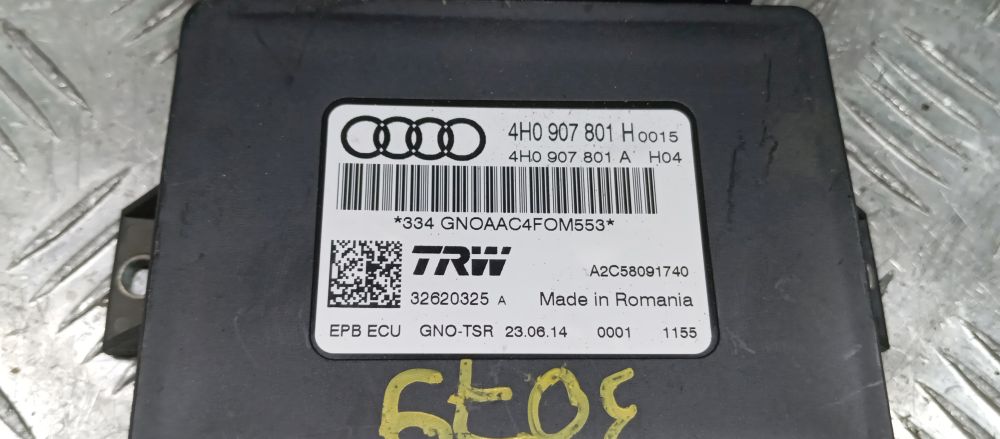 4H0 907 801 H 0015
4H0 907 801 A H04
*334 GNOAAC4FOM553*
TRW
A2C58091740
32620325 A Made in Romania
EPB ECU GNO-TSR 23.06.14 0001 1155